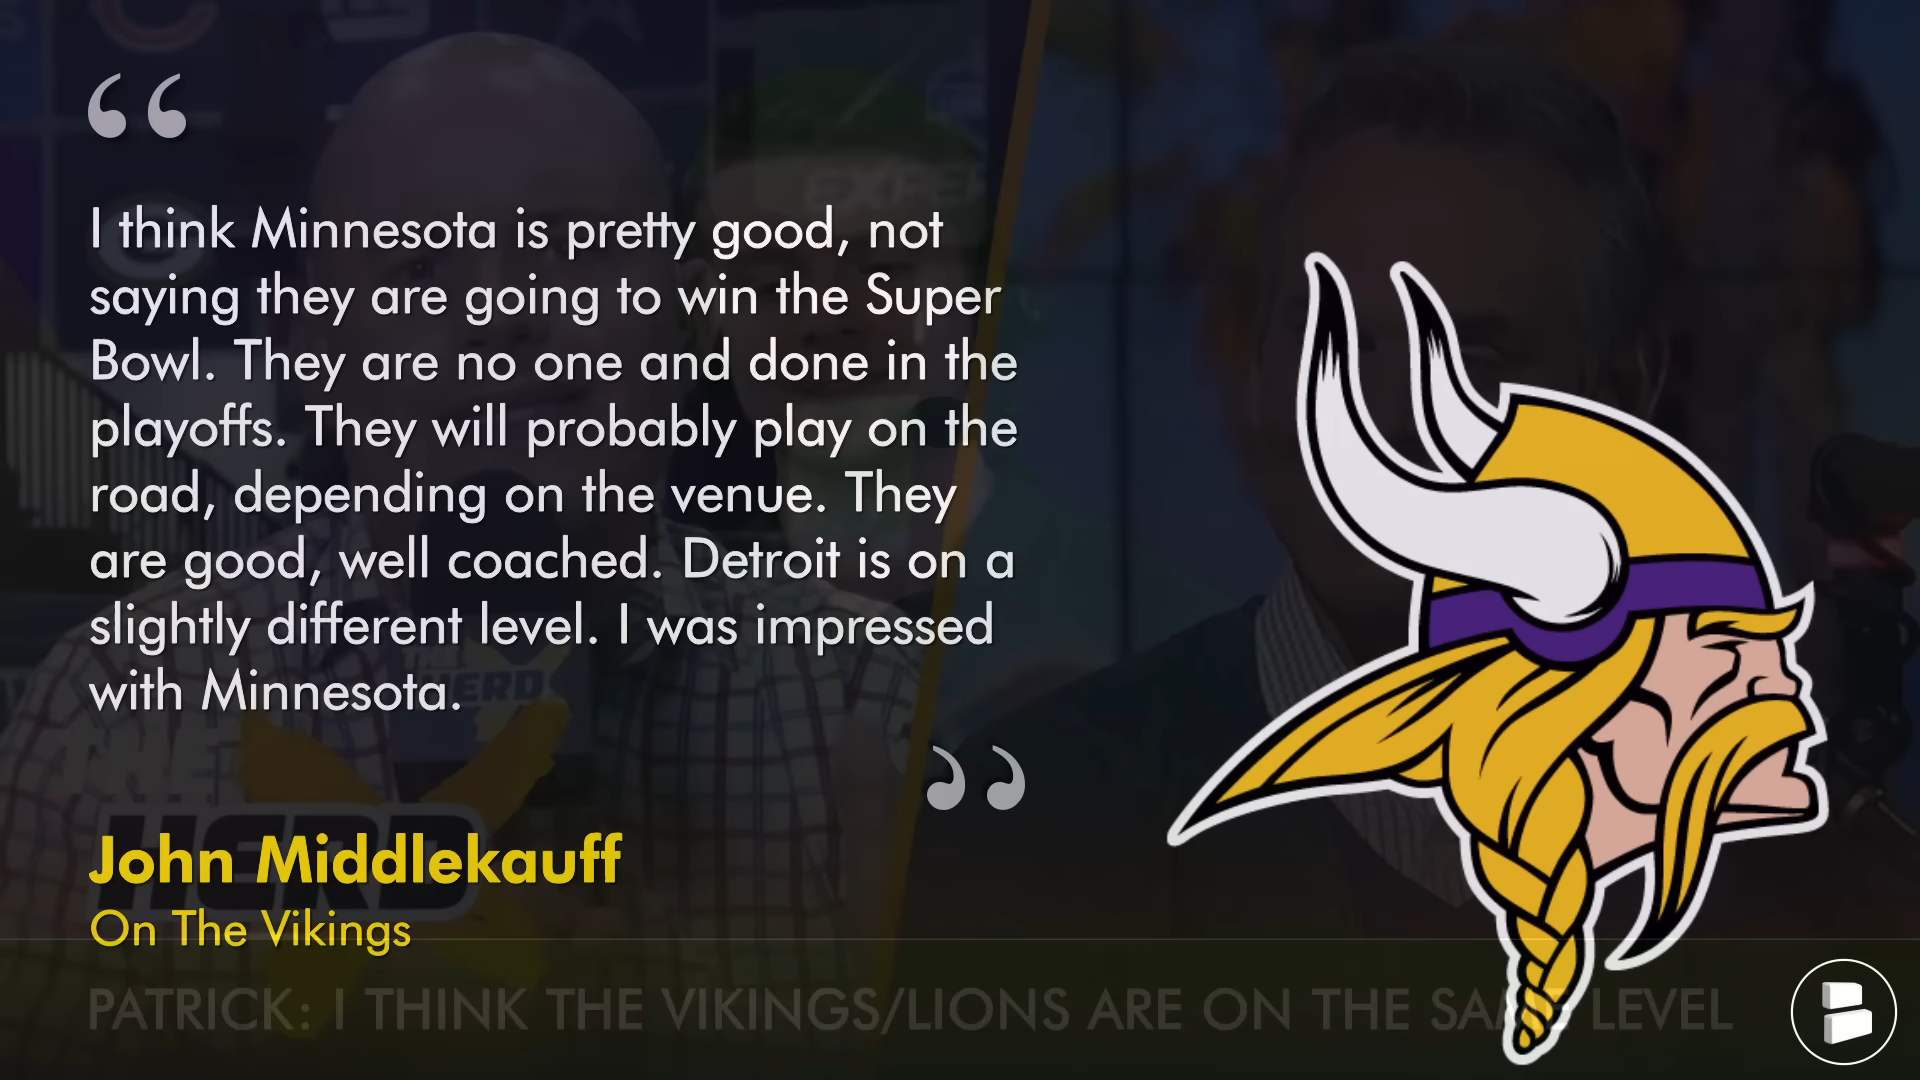 “
I think Minnesota is pretty good, not
saying they are going to win the Super
Bowl. They are no one and done in the
playoffs. They will probably play on the
road, depending on the venue. They
are good, well coached. Detroit is on a
slightly different level. I was impressed
with Minnesota.
”
THE
HERD
John Middlekauff
On The Vikings
PATRICK: I THINK THE VIKINGS/LIONS ARE ON THE SAME LEVEL